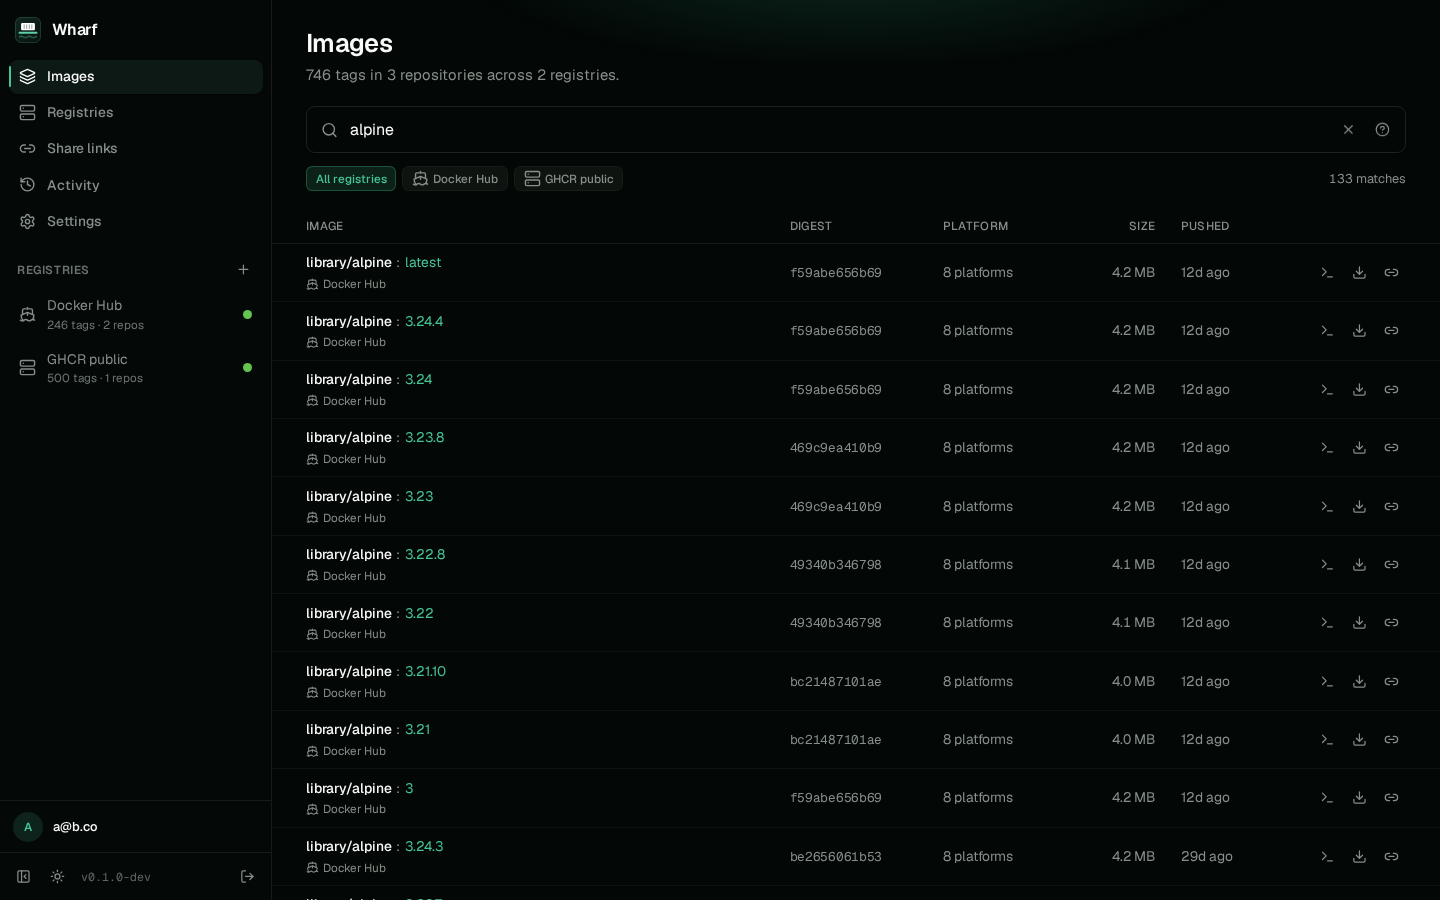 Wharf
Images
Registries
Share links
Activity
Settings
REGISTRIES
Docker Hub
246 tags · 2 repos
GHCR public
500 tags · 1 repos
A
a@b.co
v0.1.0-dev
Images
746 tags in 3 repositories across 2 registries.
alpine
All registries Docker Hub GHCR public 133 matches
IMAGE DIGEST PLATFORM SIZE PUSHED
library/alpine : latest f59abe656b69 8 platforms 4.2 MB 12d ago
Docker Hub
library/alpine : 3.24.4 f59abe656b69 8 platforms 4.2 MB 12d ago
Docker Hub
library/alpine : 3.24 f59abe656b69 8 platforms 4.2 MB 12d ago
Docker Hub
library/alpine : 3.23.8 469c9ea410b9 8 platforms 4.2 MB 12d ago
Docker Hub
library/alpine : 3.23 469c9ea410b9 8 platforms 4.2 MB 12d ago
Docker Hub
library/alpine : 3.22.8 49340b346798 8 platforms 4.1 MB 12d ago
Docker Hub
library/alpine : 3.22 49340b346798 8 platforms 4.1 MB 12d ago
Docker Hub
library/alpine : 3.21.10 bc21487101ae 8 platforms 4.0 MB 12d ago
Docker Hub
library/alpine : 3.21 bc21487101ae 8 platforms 4.0 MB 12d ago
Docker Hub
library/alpine : 3 f59abe656b69 8 platforms 4.2 MB 12d ago
Docker Hub
library/alpine : 3.24.3 be2656061b53 8 platforms 4.2 MB 29d ago
Docker Hub